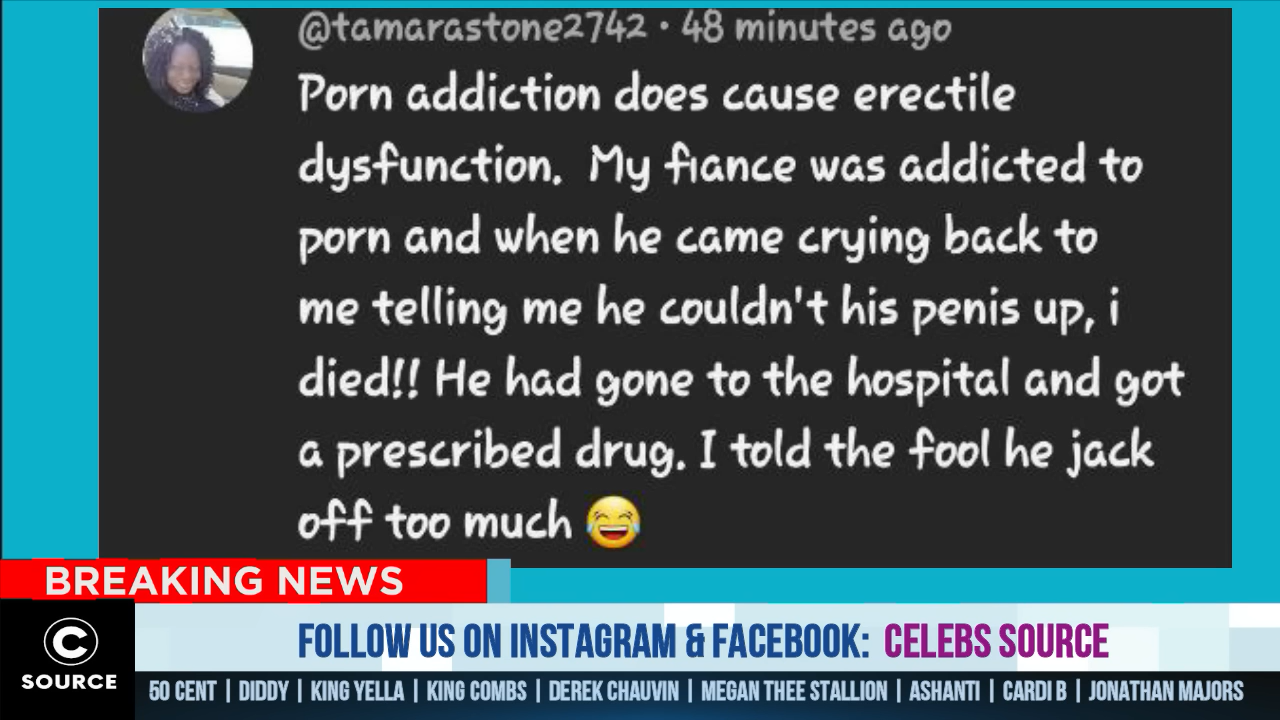 @tamarastone2742 • 48 minutes ago
Porn addiction does cause erectile
dysfunction.  My fiance was addicted to
porn and when he came crying back to
me telling me he couldn't his penis up, i
died!! He had gone to the hospital and got
a prescribed drug. I told the fool he jack
off too much 😂
BREAKING NEWS
C
SOURCE
FOLLOW US ON INSTAGRAM & FACEBOOK: CELEBS SOURCE
50 CENT | DIDDY | KING YELLA | KING COMBS | DEREK CHAUVIN | MEGAN THEE STALLION | ASHANTI | CARDI B | JONATHAN MAJORS